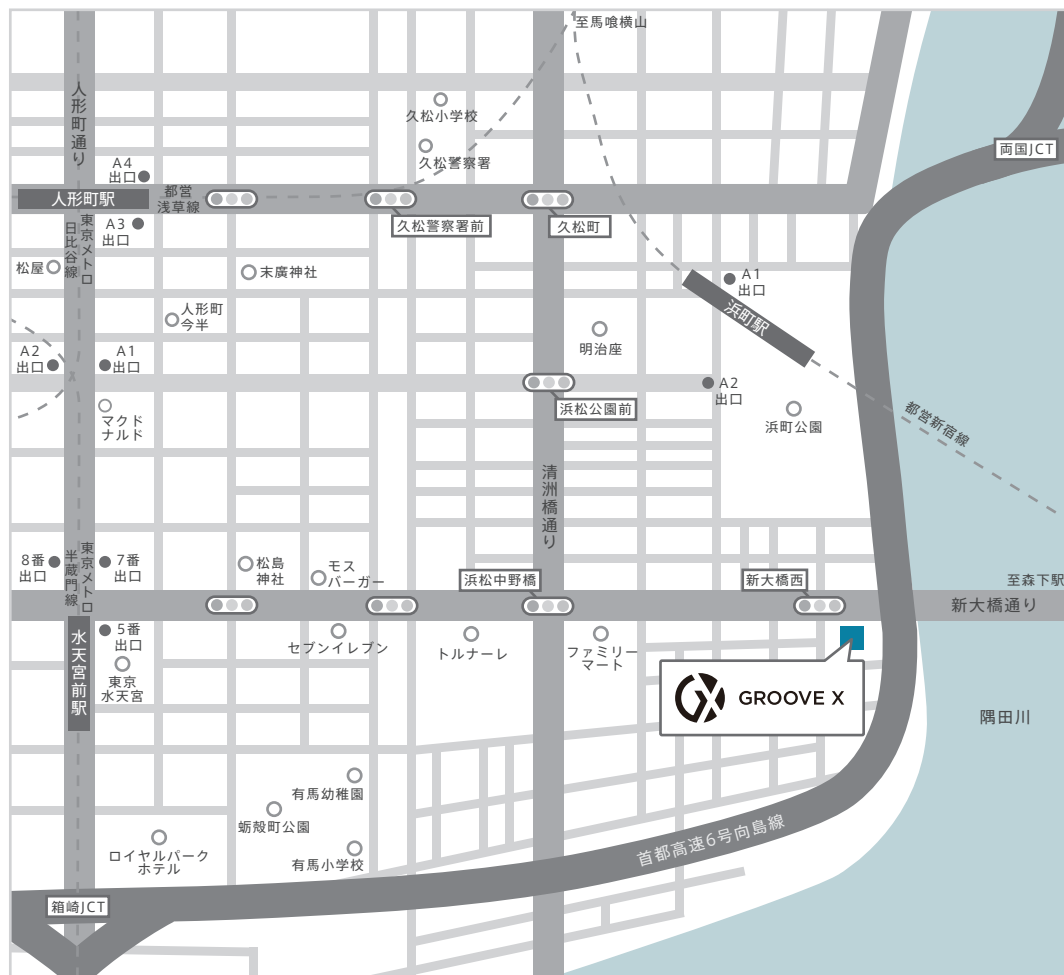 至馬喰横山
人形町通り
久松小学校
両国JCT
久松警察署
A4
出口
人形町駅
都営
浅草線
久松警察署前
久松町
A3
出口
東京メトロ
日比谷線
松屋
末廣神社
A1
出口
浜町駅
人形町
今半
明治座
A2
出口
A1
出口
A2
出口
浜松公園前
マクド
ナルド
浜町公園
都営新宿線
清洲橋通り
8番
出口
東京メトロ
半蔵門線
7番
出口
松島
神社
モス
バーガー
浜松中野橋
新大橋西
至森下駅
新大橋通り
水天宮前駅
5番
出口
セブンイレブン
トルナーレ
ファミリー
マート
東京
水天宮
GROOVE X
隅田川
有馬幼稚園
蛎殻町公園
ロイヤルパーク
ホテル
有馬小学校
首都高速6号向島線
箱崎JCT